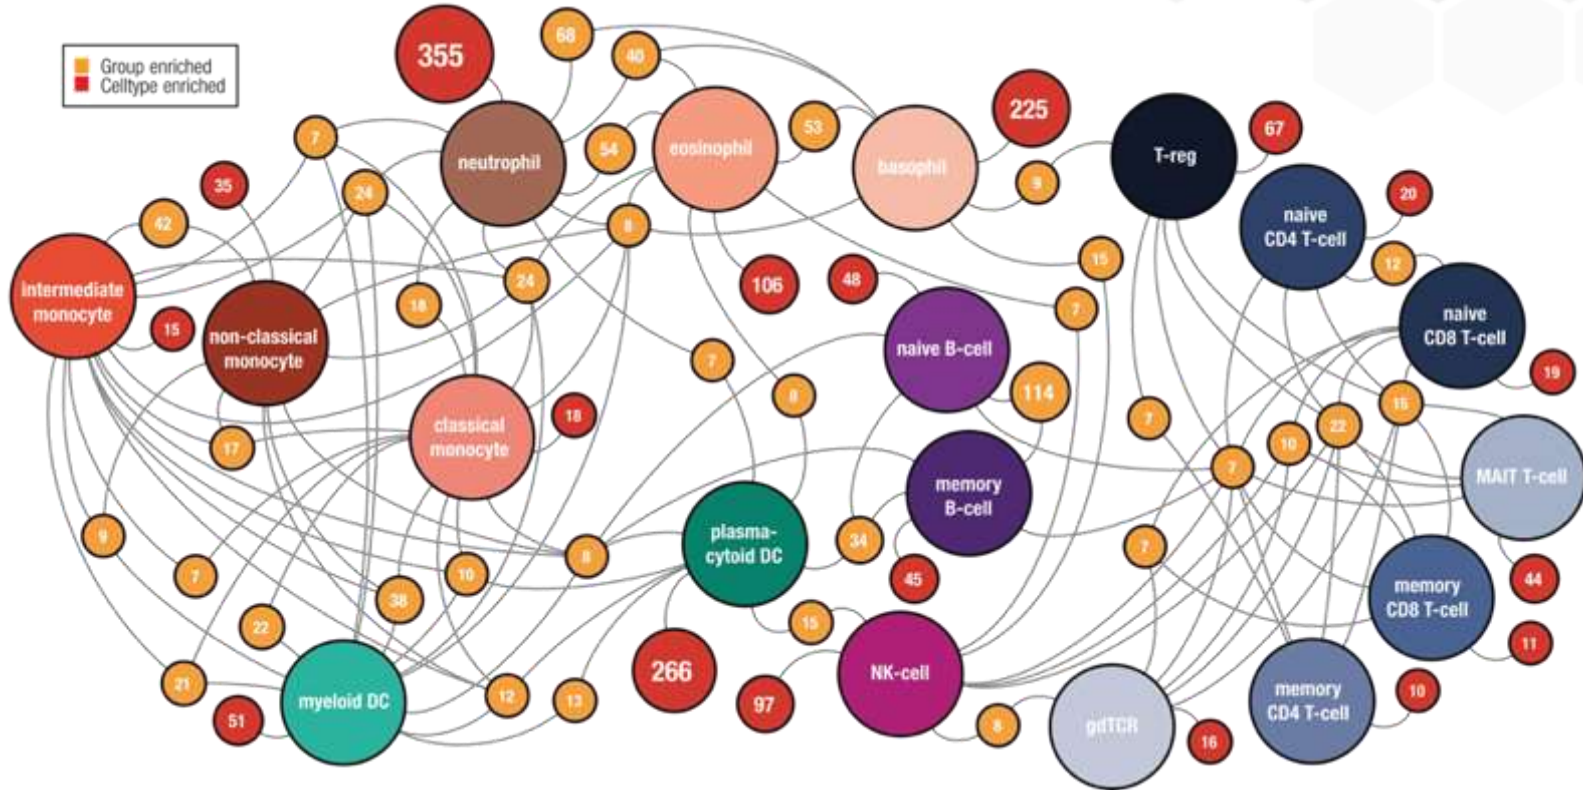 Group enriched
Celltype enriched
355
68
40
225
67
7
neutrophil
54
eosinophil
53
basophil
9
T-reg
35
24
20
42
8
naive
CD4 T-cell
12
15
intermediate
monocyte
24
18
106
48
7
15
non-classical
monocyte
naive
CD8 T-cell
7
naive B-cell
19
8
114
18
classical
monocyte
7
15
22
10
17
7
MAIT T-cell
memory
B-cell
9
8
plasma-
cytoid DC
34
7
7
10
45
44
38
memory
CD8 T-cell
22
15
11
21
266
NK-cell
myeloid DC
12
13
97
memory
CD4 T-cell
10
51
8
gdTCR
16